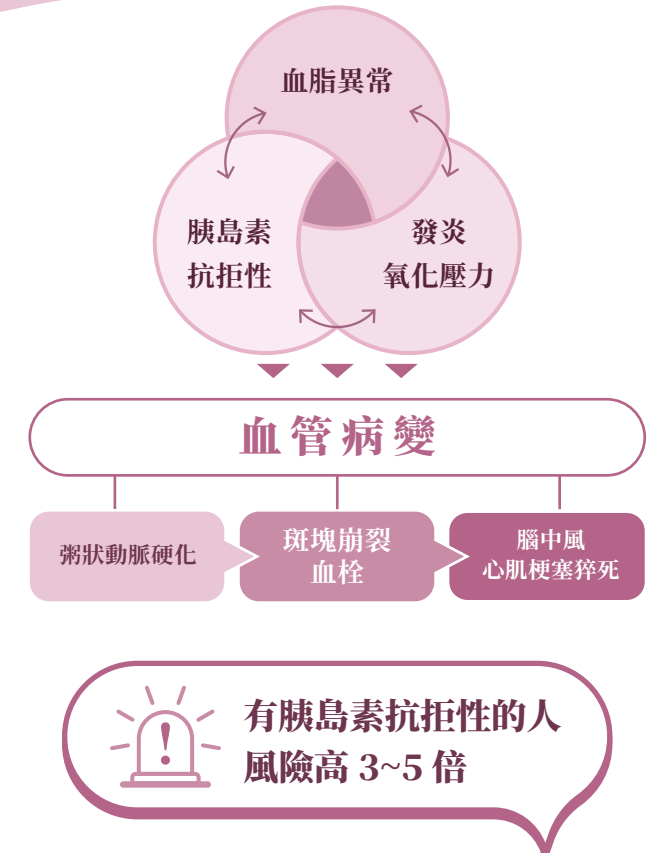 血脂異常
胰島素
抗拒性
發炎
氧化壓力
血管病變
粥狀動脈硬化
斑塊崩裂
血栓
腦中風
心肌梗塞猝死
有胰島素抗拒性的人
風險高 3~5 倍